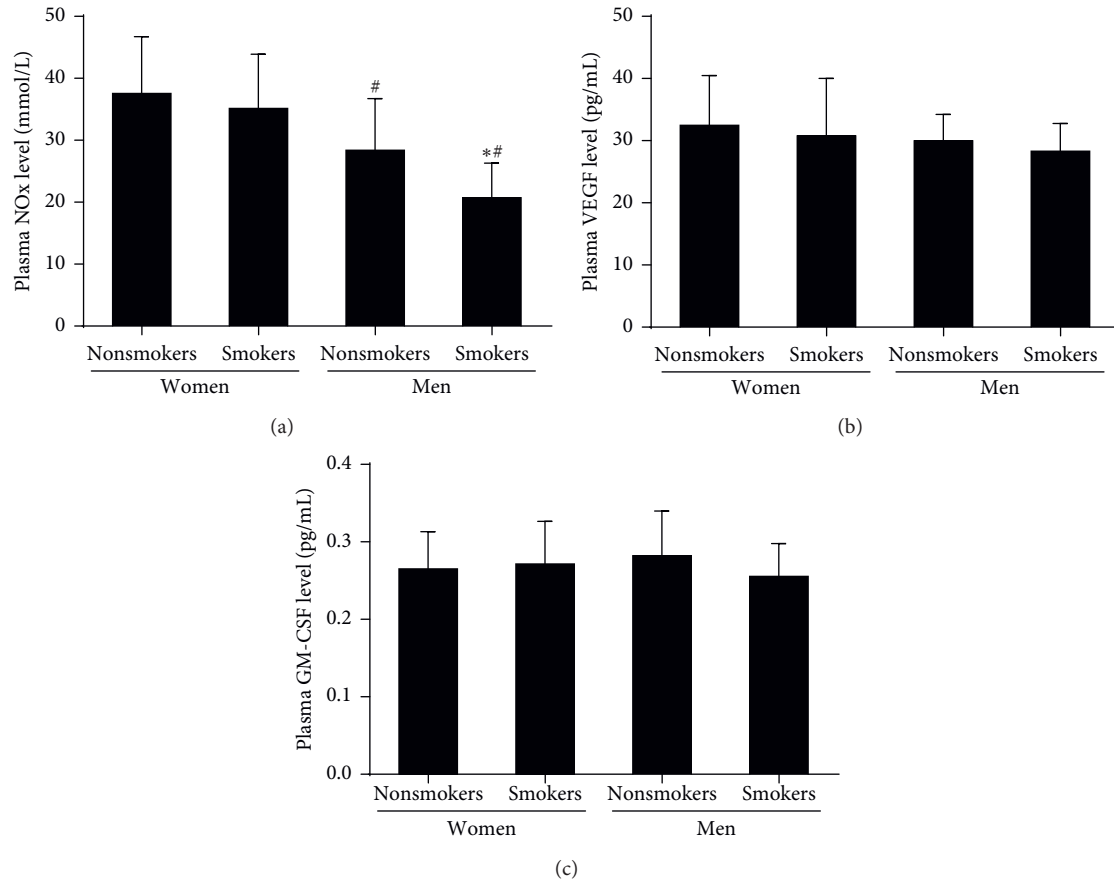 Plasma NOx level (mmol/L)
50
40
30
20
10
0
#
*#
Nonsmokers Smokers Nonsmokers Smokers
Women Men
(a)
Plasma VEGF level (pg/mL)
50
40
30
20
30
0
Nonsmokers Smokers Nonsmokers Smokers
Women Men
(b)
Plasma GM-CSF level (pg/mL)
0.4
0.3
0.2
0.1
0.0
Nonsmokers Smokers Nonsmokers Smokers
Women Men
(c)